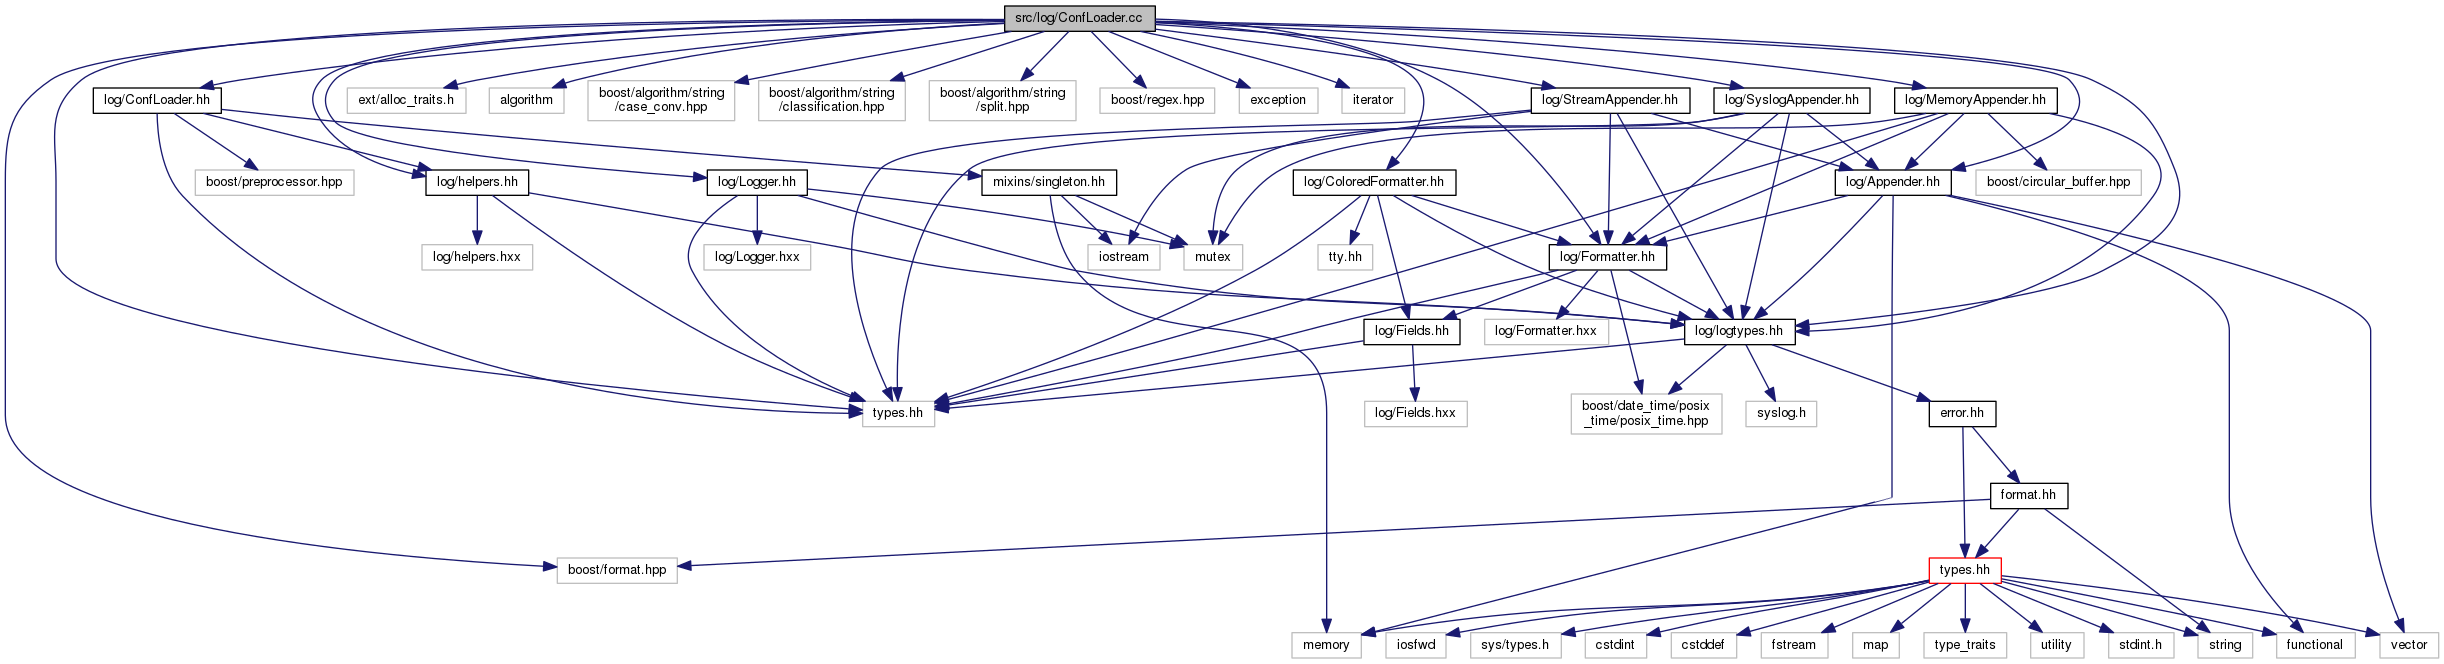 src/log/ConfLoader.cc
log/ConfLoader.hh
ext/alloc_traits.h
algorithm
boost/algorithm/string
/case_conv.hpp
boost/algorithm/string
/classification.hpp
boost/algorithm/string
/split.hpp
boost/regex.hpp
exception
iterator
log/StreamAppender.hh
log/SyslogAppender.hh
log/MemoryAppender.hh
boost/preprocessor.hpp
log/helpers.hh
log/Logger.hh
mixins/singleton.hh
log/ColoredFormatter.hh
log/Appender.hh
boost/circular_buffer.hpp
log/helpers.hxx
log/Logger.hxx
iostream
mutex
tty.hh
log/Formatter.hh
log/Fields.hh
log/Formatter.hxx
log/logtypes.hh
types.hh
log/Fields.hxx
boost/date_time/posix
_time/posix_time.hpp
syslog.h
error.hh
format.hh
boost/format.hpp
types.hh
memory
iosfwd
sys/types.h
cstdint
cstddef
fstream
map
type_traits
utility
stdint.h
string
functional
vector